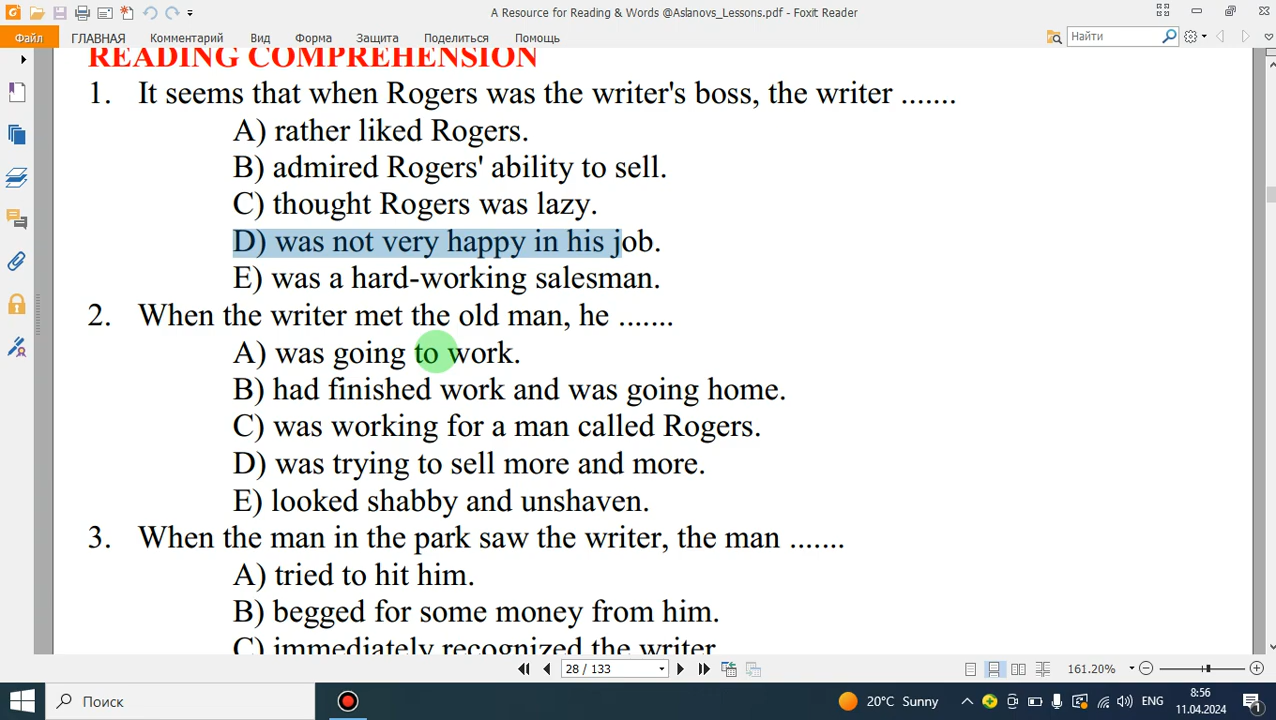 A Resource for Reading & Words @Aslanovs_Lessons.pdf - Foxit Reader
Файл ГЛАВНАЯ Комментарий Вид Форма Защита Поделиться Помощь Найти
READING COMPREHENSION
1. It seems that when Rogers was the writer's boss, the writer .......
A) rather liked Rogers.
B) admired Rogers' ability to sell.
C) thought Rogers was lazy.
D) was not very happy in his job.
E) was a hard-working salesman.
2. When the writer met the old man, he .......
A) was going to work.
B) had finished work and was going home.
C) was working for a man called Rogers.
D) was trying to sell more and more.
E) looked shabby and unshaven.
3. When the man in the park saw the writer, the man .......
A) tried to hit him.
B) begged for some money from him.
C) immediately recognized the writer
28 / 133 161.20%
Поиск 20°C Sunny ENG 8:56
11.04.2024 1